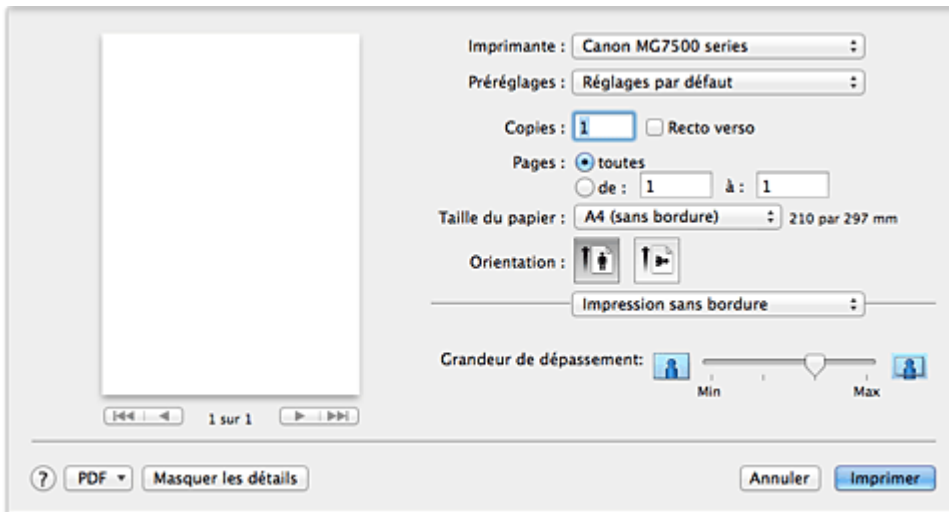 Imprimante : Canon MG7500 series
Préréglages : Réglages par défaut
Copies : 1 Recto verso
Pages : toutes
de : 1 à : 1
Taille du papier : A4 (sans bordure) 210 par 297 mm
Orientation :
Impression sans bordure
Grandeur de dépassement:
Min Max
1 sur 1
? PDF Masquer les détails Annuler Imprimer